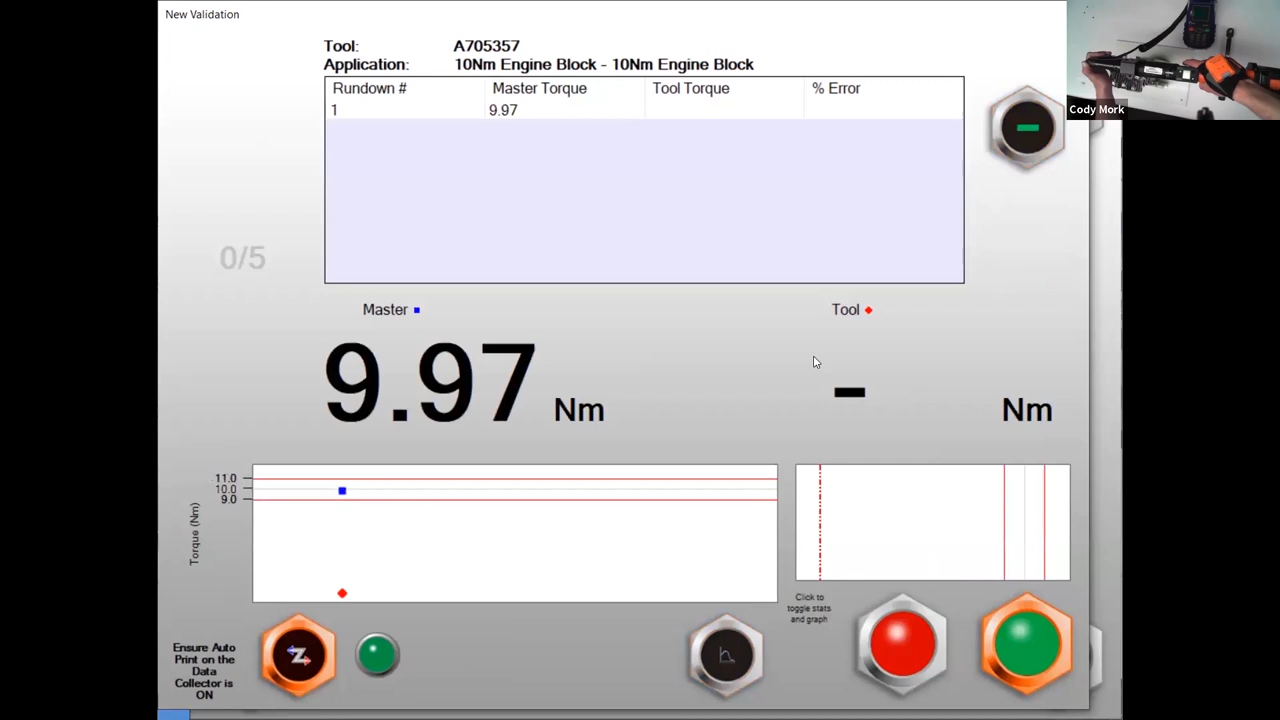 New Validation
Tool: A705357
Application: 10Nm Engine Block - 10Nm Engine Block
Rundown # Master Torque Tool Torque % Error
1 9.97
Cody Mork
0/5
Master Tool
9.97 Nm - Nm
11.0
10.0
9.0
Torque (Nm)
Click to
toggle stats
and graph
Ensure Auto
Print on the
Data
Collector is
ON
Z